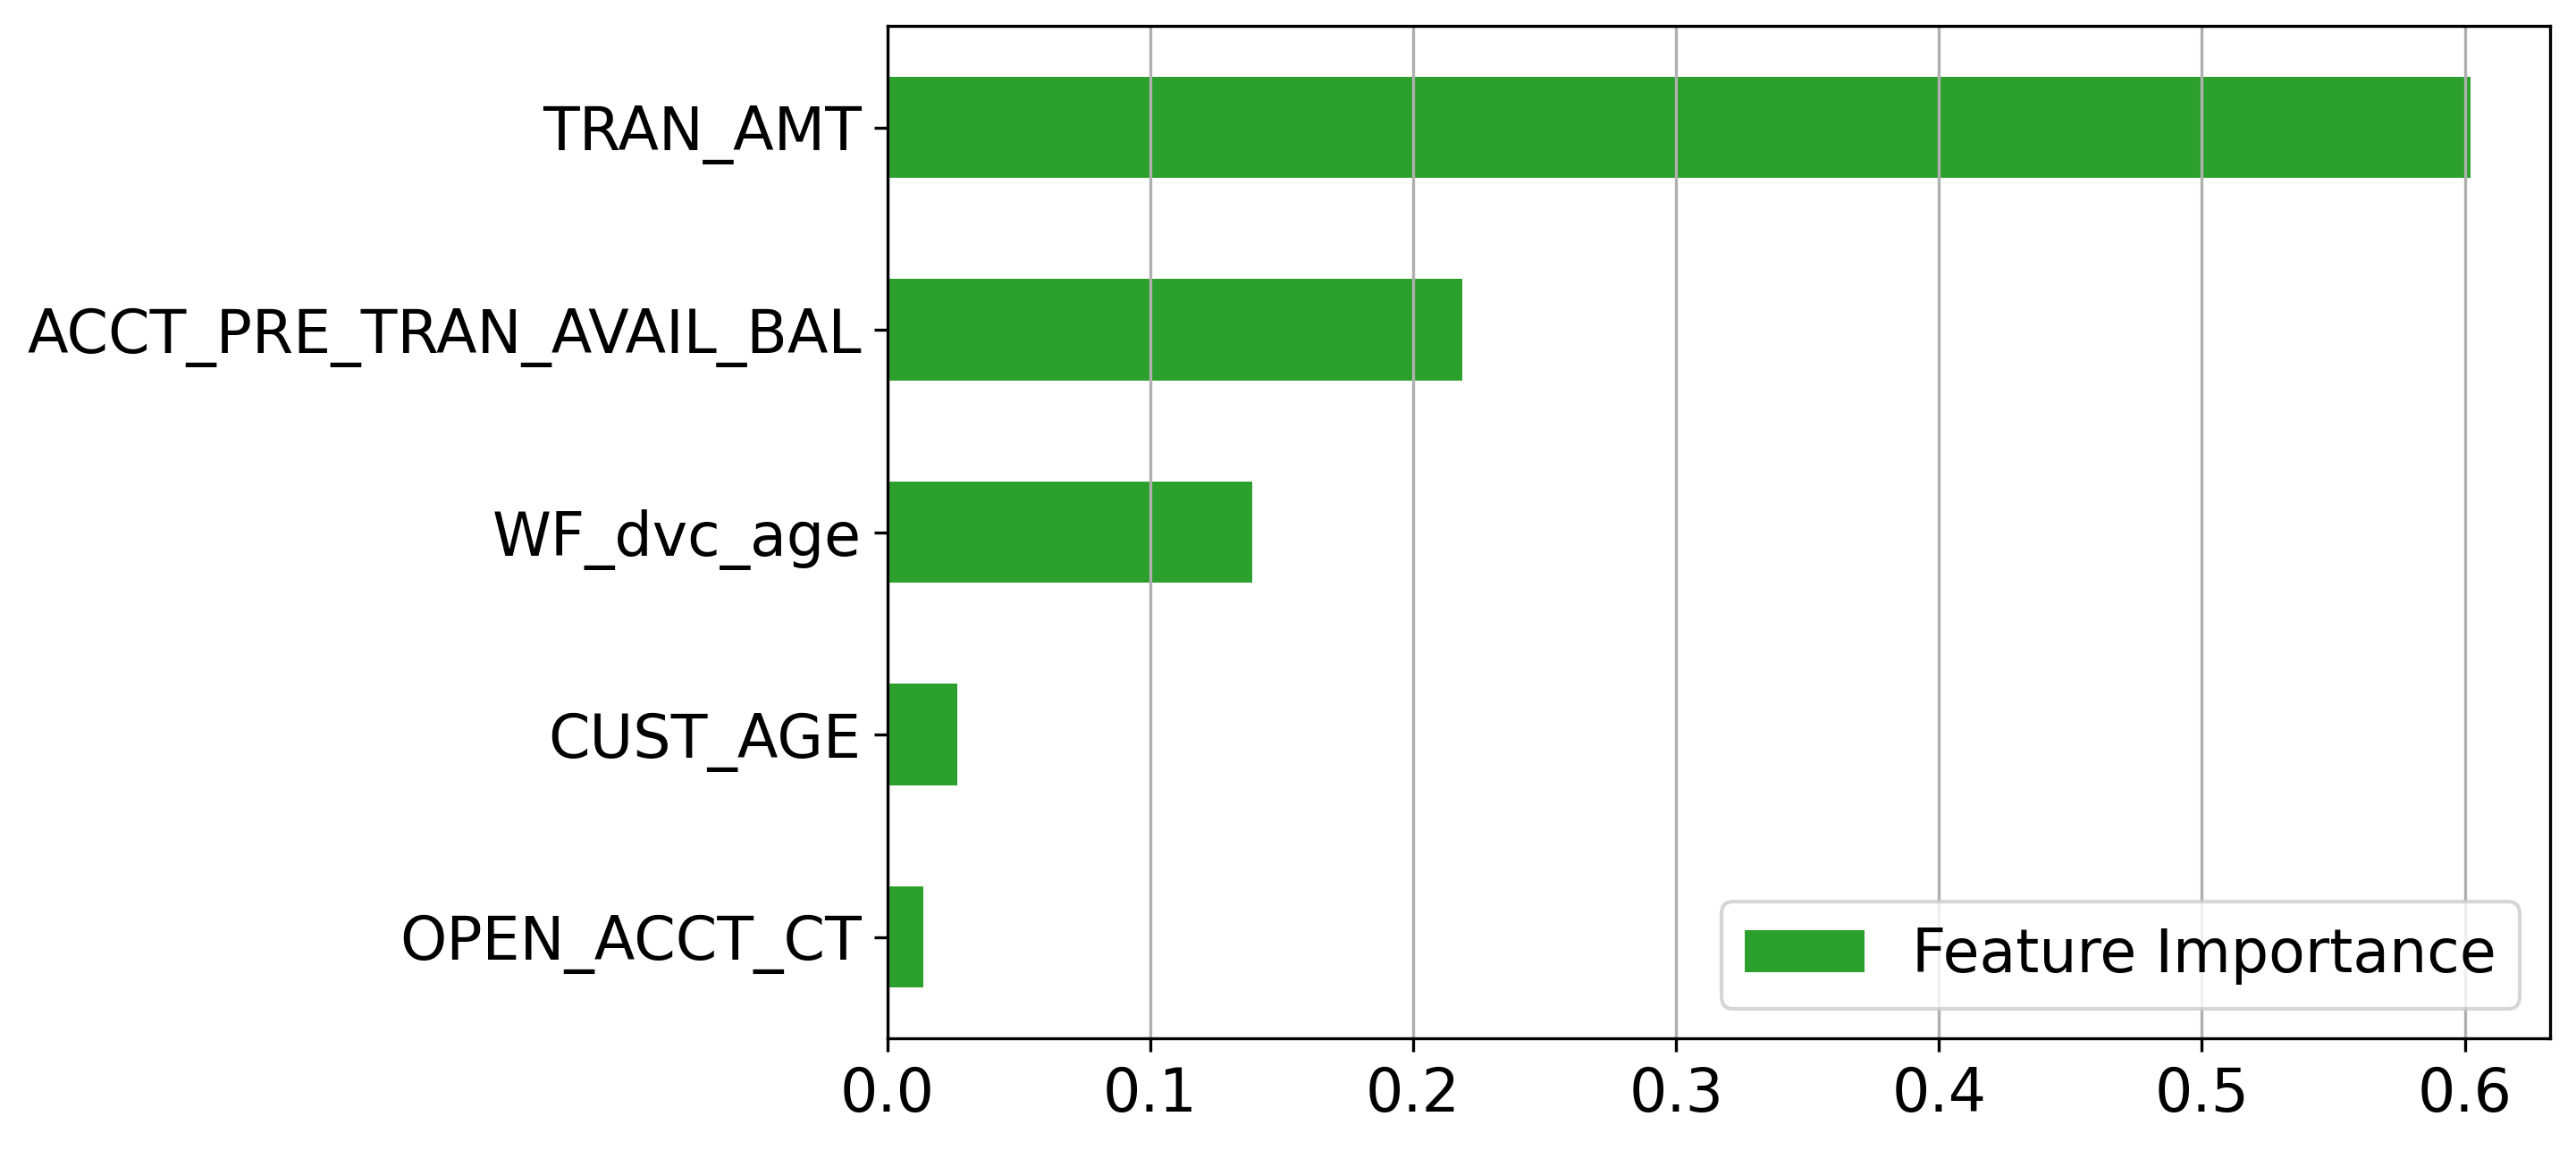 TRAN_AMT
ACCT_PRE_TRAN_AVAIL_BAL
WF_dvc_age
CUST_AGE
OPEN_ACCT_CT
Feature Importance
0.0 0.1 0.2 0.3 0.4 0.5 0.6